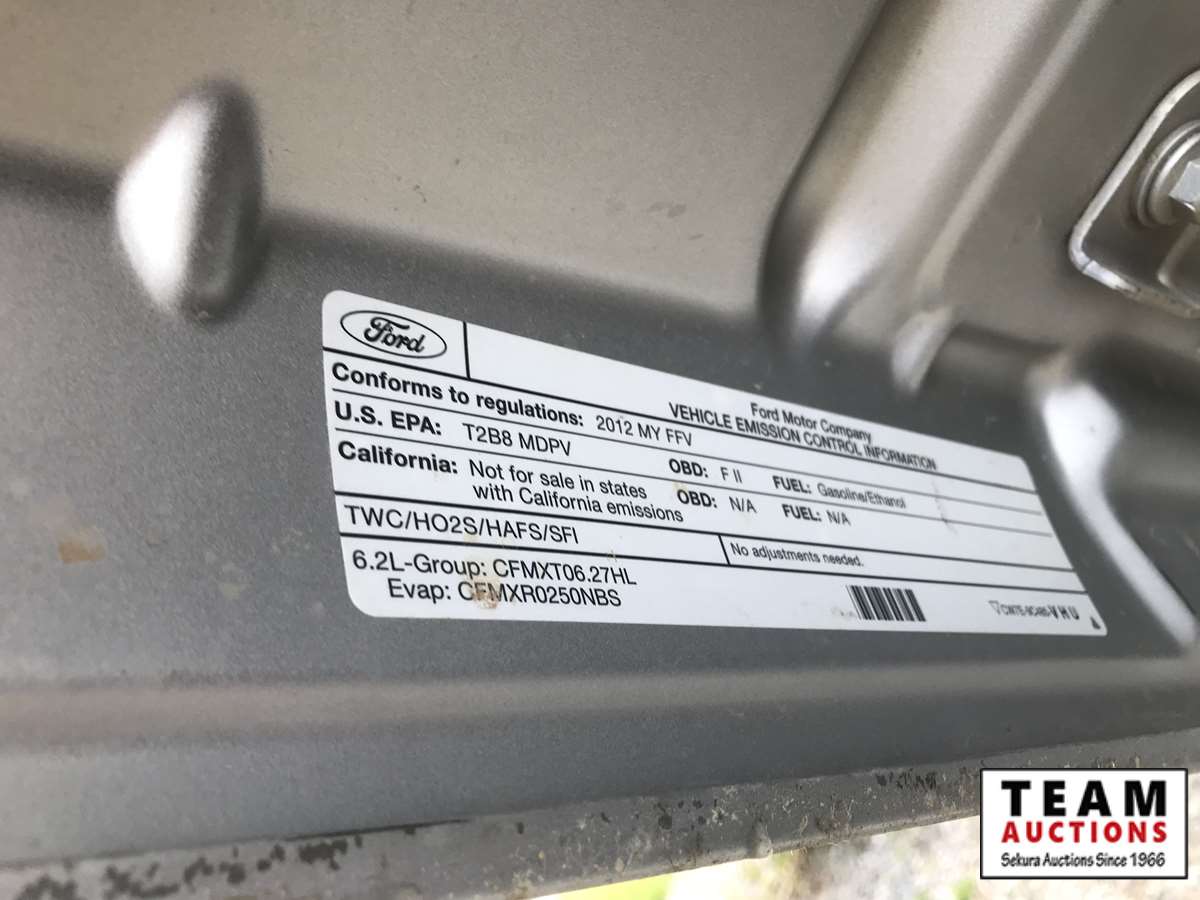 Ford
Ford Motor Company
VEHICLE EMISSION CONTROL INFORMATION
Conforms to regulations: 2012 MY FFV
U.S. EPA: T2B8 MDPV OBD: F II FUEL: Gasoline/Ethanol
California: Not for sale in states with California emissions OBD: N/A FUEL: N/A
TWC/HO2S/HAFS/SFI
No adjustments needed.
6.2L-Group: CFMXT06.27HL
Evap: CFMXR0250NBS
VHU
TEAM
AUCTIONS
Sekura Auctions Since 1966